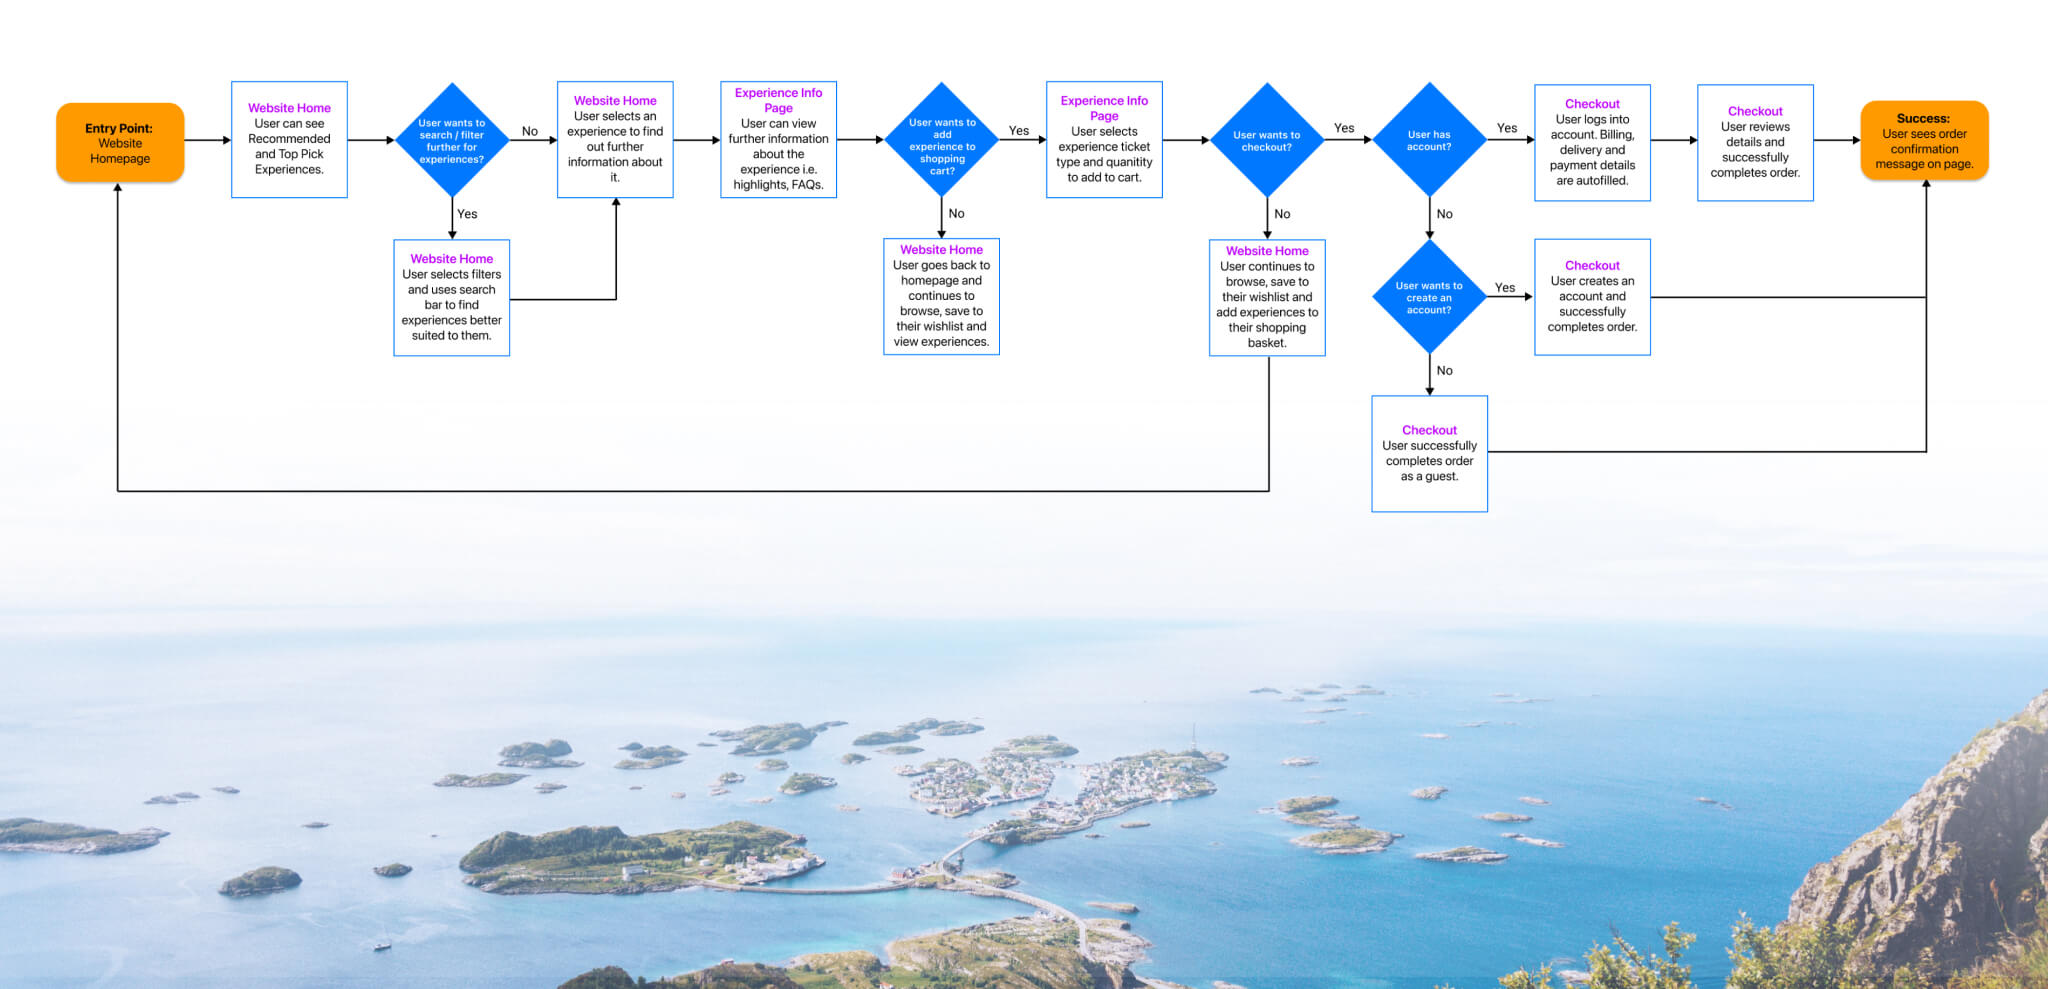 Entry Point:
Website
Homepage
Website Home
User can see
Recommended
and Top Pick
Experiences.
User wants to
search / filter
further for
experiences?
No
Yes
Website Home
User selects filters
and uses search
bar to find
experiences better
suited to them.
Website Home
User selects an
experience to find
out further
information about
it.
Experience Info
Page
User can view
further information
about the
experience i.e.
highlights, FAQs.
User wants to
add
experience to
shopping
cart?
Yes
No
Website Home
User goes back to
homepage and
continues to
browse, save to
their wishlist and
view experiences.
Experience Info
Page
User selects
experience ticket
type and quanitity
to add to cart.
User wants to
checkout?
Yes
No
Website Home
User continues to
browse, save to
their wishlist and
add experiences to
their shopping
basket.
User has
account?
Yes
No
Checkout
User logs into
account. Billing,
delivery and
payment details
are autofilled.
Checkout
User reviews
details and
successfully
completes order.
Success:
User sees order
confirmation
message on page.
User wants to
create an
account?
Yes
No
Checkout
User creates an
account and
successfully
completes order.
Checkout
User successfully
completes order
as a guest.